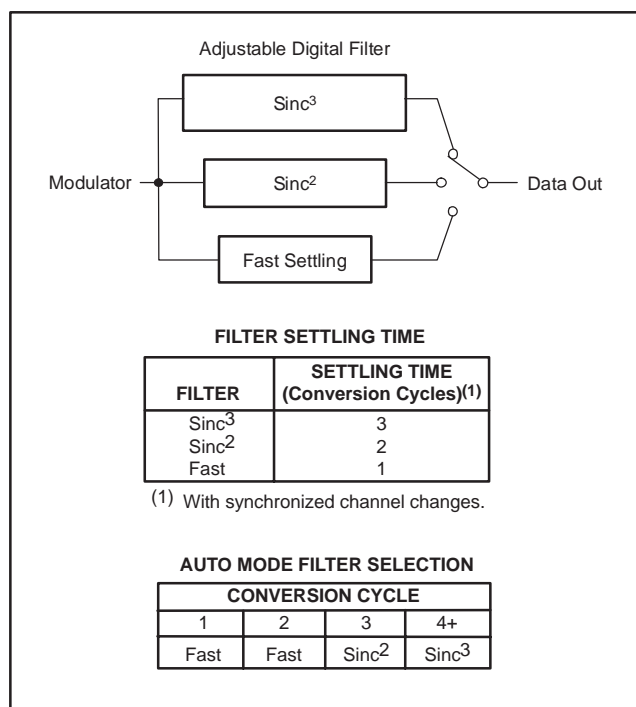 Adjustable Digital Filter
Sinc³
Modulator
Sinc²
Data Out
Fast Settling
FILTER SETTLING TIME
FILTER
SETTLING TIME
(Conversion Cycles)(1)
Sinc³ 3
Sinc² 2
Fast 1
(1) With synchronized channel changes.
AUTO MODE FILTER SELECTION
CONVERSION CYCLE
1 2 3 4+
Fast Fast Sinc² Sinc³